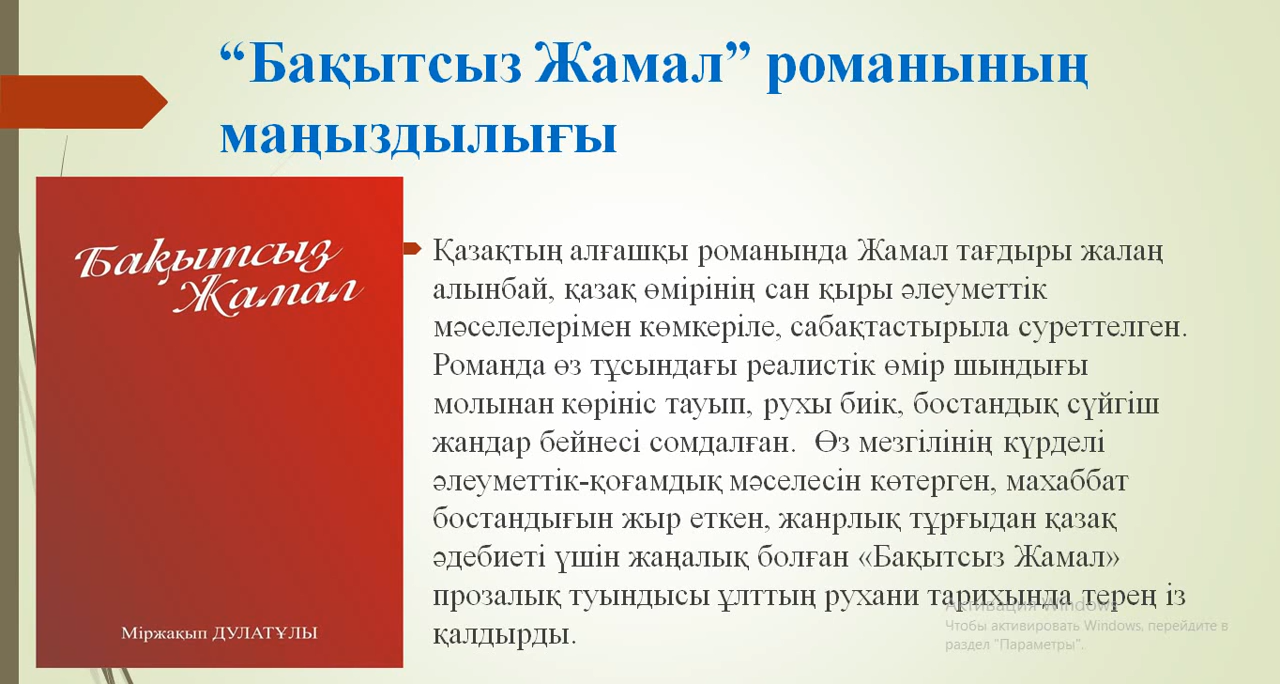 “Бақытсыз Жамал” романының
маңыздылығы
Бақытсыз
Жамал
Міржақып ДУЛАТҰЛЫ
Қазақтың алғашқы романында Жамал тағдыры жалаң
алынбай, қазақ өмірінің сан қыры әлеуметтік
мәселелерімен көмкеріле, сабақтастырыла суреттелген.
Романда өз тұсындағы реалистік өмір шындығы
молынан көрініс тауып, рухы биік, бостандық сүйгіш
жандар бейнесі сомдалған.  Өз мезгілінің күрделі
әлеуметтік-қоғамдық мәселесін көтерген, махаббат
бостандығын жыр еткен, жанрлық тұрғыдан қазақ
әдебиеті үшін жаңалық болған «Бақытсыз Жамал»
прозалық туындысы ұлттың рухани тарихында терең із
қалдырды.
Активация Windows
Чтобы активировать Windows, перейдите в
раздел "Параметры".